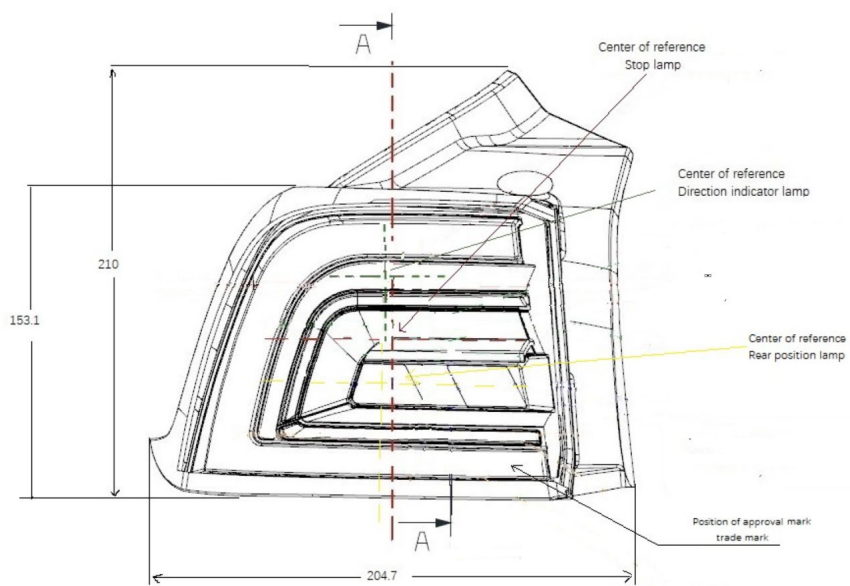 A
Center of reference
Stop lamp
Center of reference
Direction indicator lamp
210
153.1
Center of reference
Rear position lamp
Position of approval mark
trade mark
A
204.7